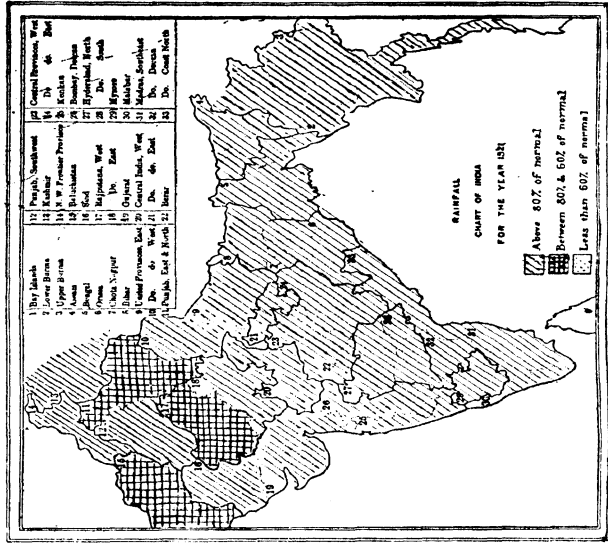 1 Bay Islands
2 Lower Burma
3 Upper Burma
4 Assam
5 Bengal
6 Orissa
7 Chota Nagpur
8 Bihar
9 United Provinces, East
10 Do. do West
11 Punjab, East & North
12 Punjab, Southwest
13 Kashmir
14 N. W. Frontier Province
15 Baluchistan
16 Sind
17 Rajputana, West
18 Do. East
19 Gujarat
20 Central India, West
21 Do. do. East
22 Berar
23 Central Provinces, West
24 Do do. East
25 Konkan
26 Bombay, Deccan
27 Hyderabad, North
28 Do. South
29 Mysore
30 Malabar
31 Madras, Southeast
32 Do. Deccan
33 Do. Coast North
RAINFALL
CHART OF INDIA
FOR THE YEAR 1921
Above 80% of normal
Between 80% & 60% of normal
Less than 60% of normal